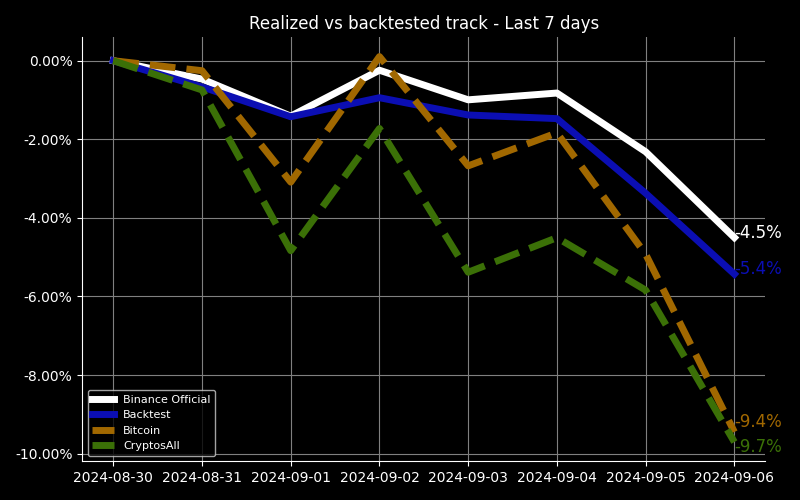 Realized vs backtested track - Last 7 days
0.00%
-2.00%
-4.00%
-6.00%
-8.00%
-10.00%
-4.5%
-5.4%
-9.4%
-9.7%
Binance Official
Backtest
Bitcoin
CryptosAll
2024-08-30 2024-08-31 2024-09-01 2024-09-02 2024-09-03 2024-09-04 2024-09-05 2024-09-06